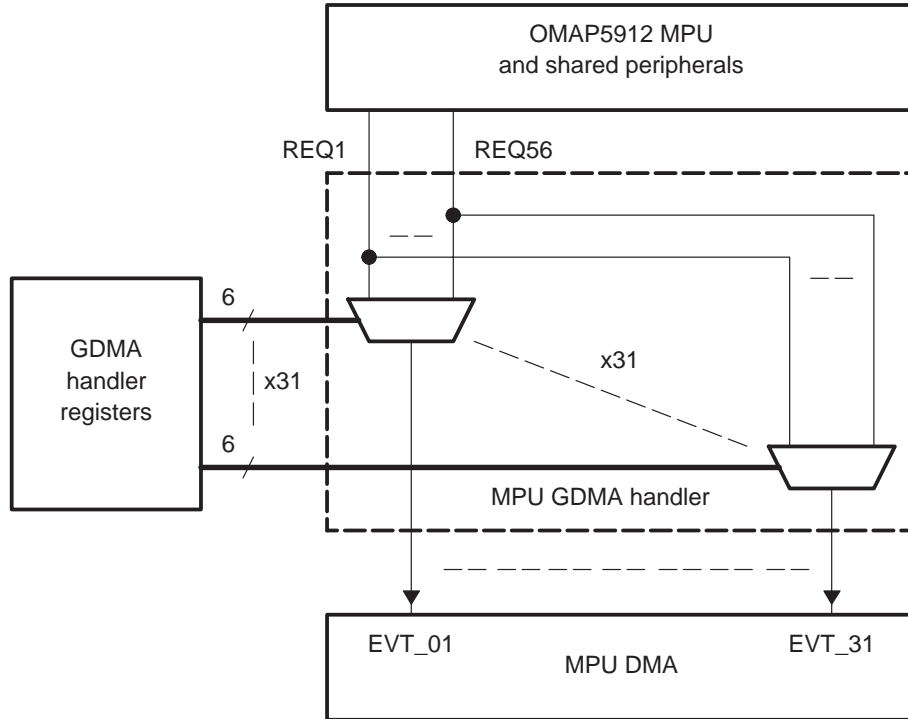 OMAP5912 MPU
and shared peripherals
REQ1
REQ56
6
GDMA
handler
registers
x31
x31
6
MPU GDMA handler
EVT_01
EVT_31
MPU DMA